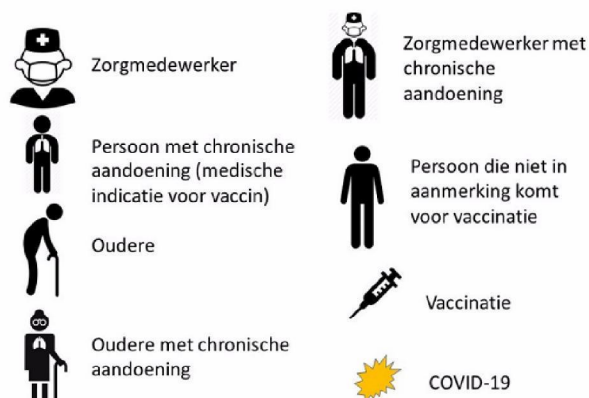 Zorgmedewerker
Persoon met chronische
aandoening (medische
indicatie voor vaccin)
Oudere
Oudere met chronische
aandoening
Zorgmedewerker met
chronische
aandoening
Persoon die niet in
aanmerking komt
voor vaccinatie
Vaccinatie
COVID-19